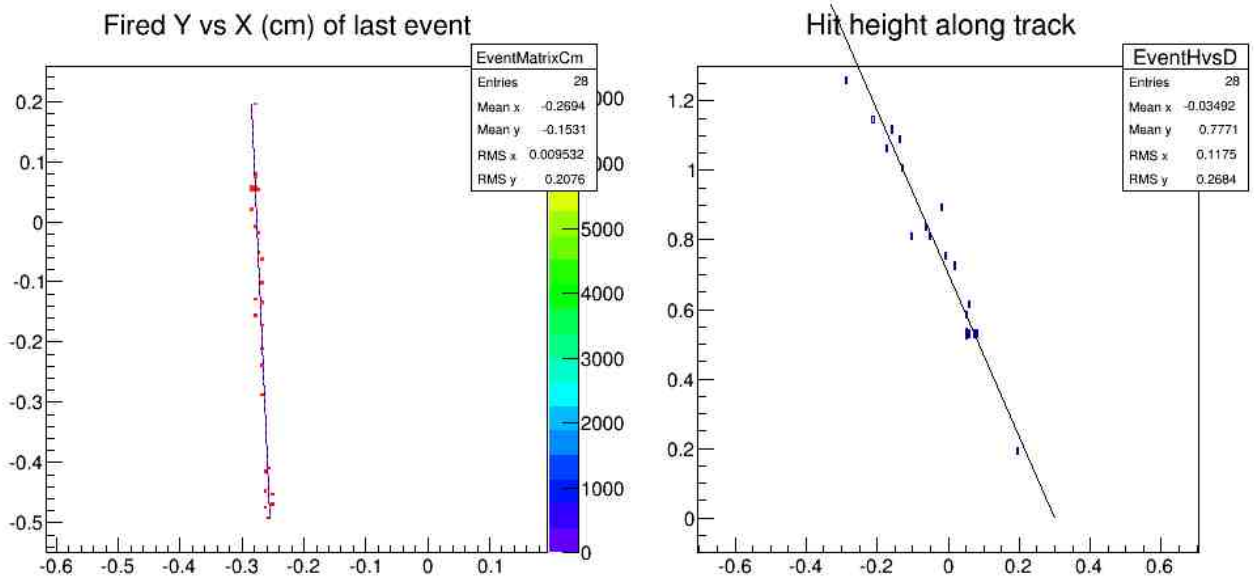 Fired Y vs X (cm) of last event
EventMatrixCm
Entries 28
Mean x -0.2694
Mean y -0.1531
RMS x 0.009532
RMS y 0.2076
0.2
0.1
0
-0.1
-0.2
-0.3
-0.4
-0.5
-0.6 -0.5 -0.4 -0.3 -0.2 -0.1 0 0.1
000
000
5000
4000
3000
2000
1000
0
Hit height along track
EventHvsD
Entries 28
Mean x -0.03492
Mean y 0.7771
RMS x 0.1175
RMS y 0.2684
1.2
1
0.8
0.6
0.4
0.2
0
-0.6 -0.4 -0.2 0 0.2 0.4 0.6